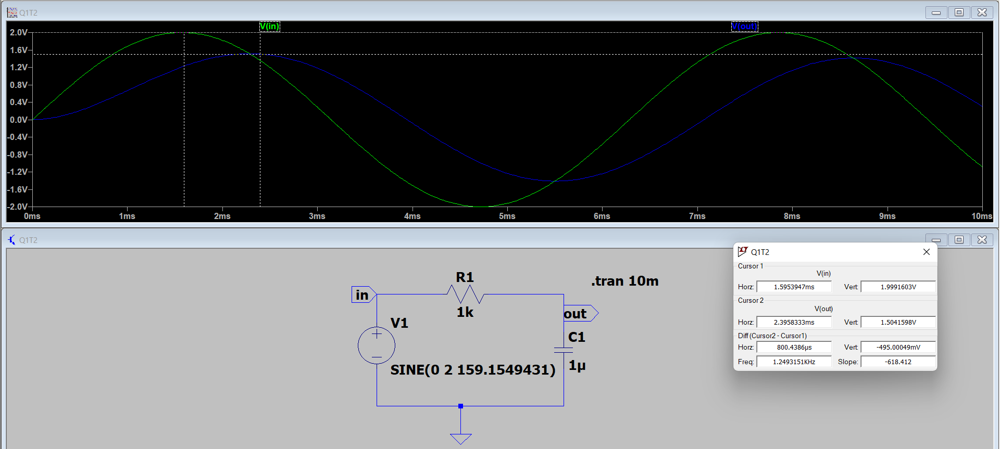 Q1T2
V(in)
V(out)
2.0V
1.6V
1.2V
0.8V
0.4V
0.0V
-0.4V
-0.8V
-1.2V
-1.6V
-2.0V
0ms 1ms 2ms 3ms 4ms 5ms 6ms 7ms 8ms 9ms 10ms
Q1T2
R1
1k
in
out
V1
SINE(0 2 159.1549431)
C1
1µ
.tran 10m
Q1T2
Cursor 1
V(in)
Horz: 1.5953947ms Vert: 1.9991603V
Cursor 2
V(out)
Horz: 2.3958333ms Vert: 1.5041598V
Diff (Cursor2 - Cursor1)
Horz: 800.4386µs Vert: -495.00049mV
Freq: 1.2493151KHz Slope: -618.412